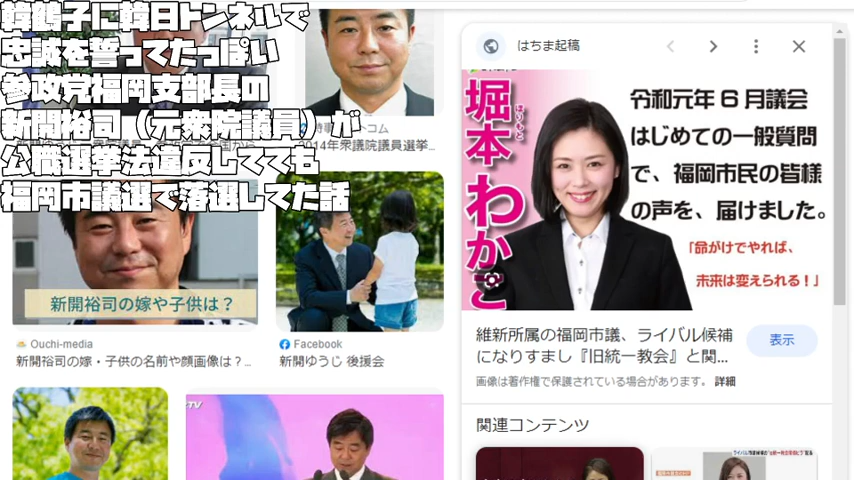 韓鶴子に韓日トンネルで
忠誠を誓ってたっぽい
参政党福岡支部長の
新開裕司（元衆院議員）が
公職選挙法違反してても
福岡市議選で落選してた話
2014年衆議院議員選挙...
新開裕司の嫁や子供は？
Ouchi-media
新開裕司の嫁・子供の名前や顔画像は？...
Facebook
新開ゆうじ 後援会
TV
はちま起稿
堀本わかこ
ほりもと
令和元年6月議会
はじめての一般質問
で、福岡市民の皆様
の声を、届けました。
「命がけでやれば、
未来は変えられる！」
維新所属の福岡市議、ライバル候補
になりすまし『旧統一教会』と関...
表示
画像は著作権で保護されている場合があります。 詳細
関連コンテンツ